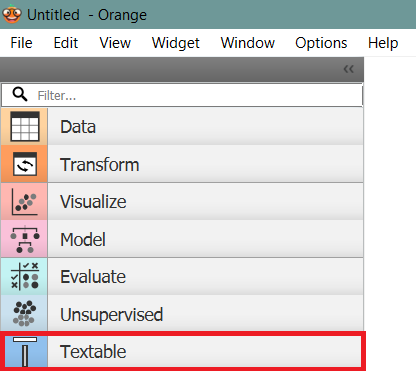 Untitled - Orange
File Edit View Widget Window Options Help
Filter...
Data
Transform
Visualize
Model
Evaluate
Unsupervised
Textable